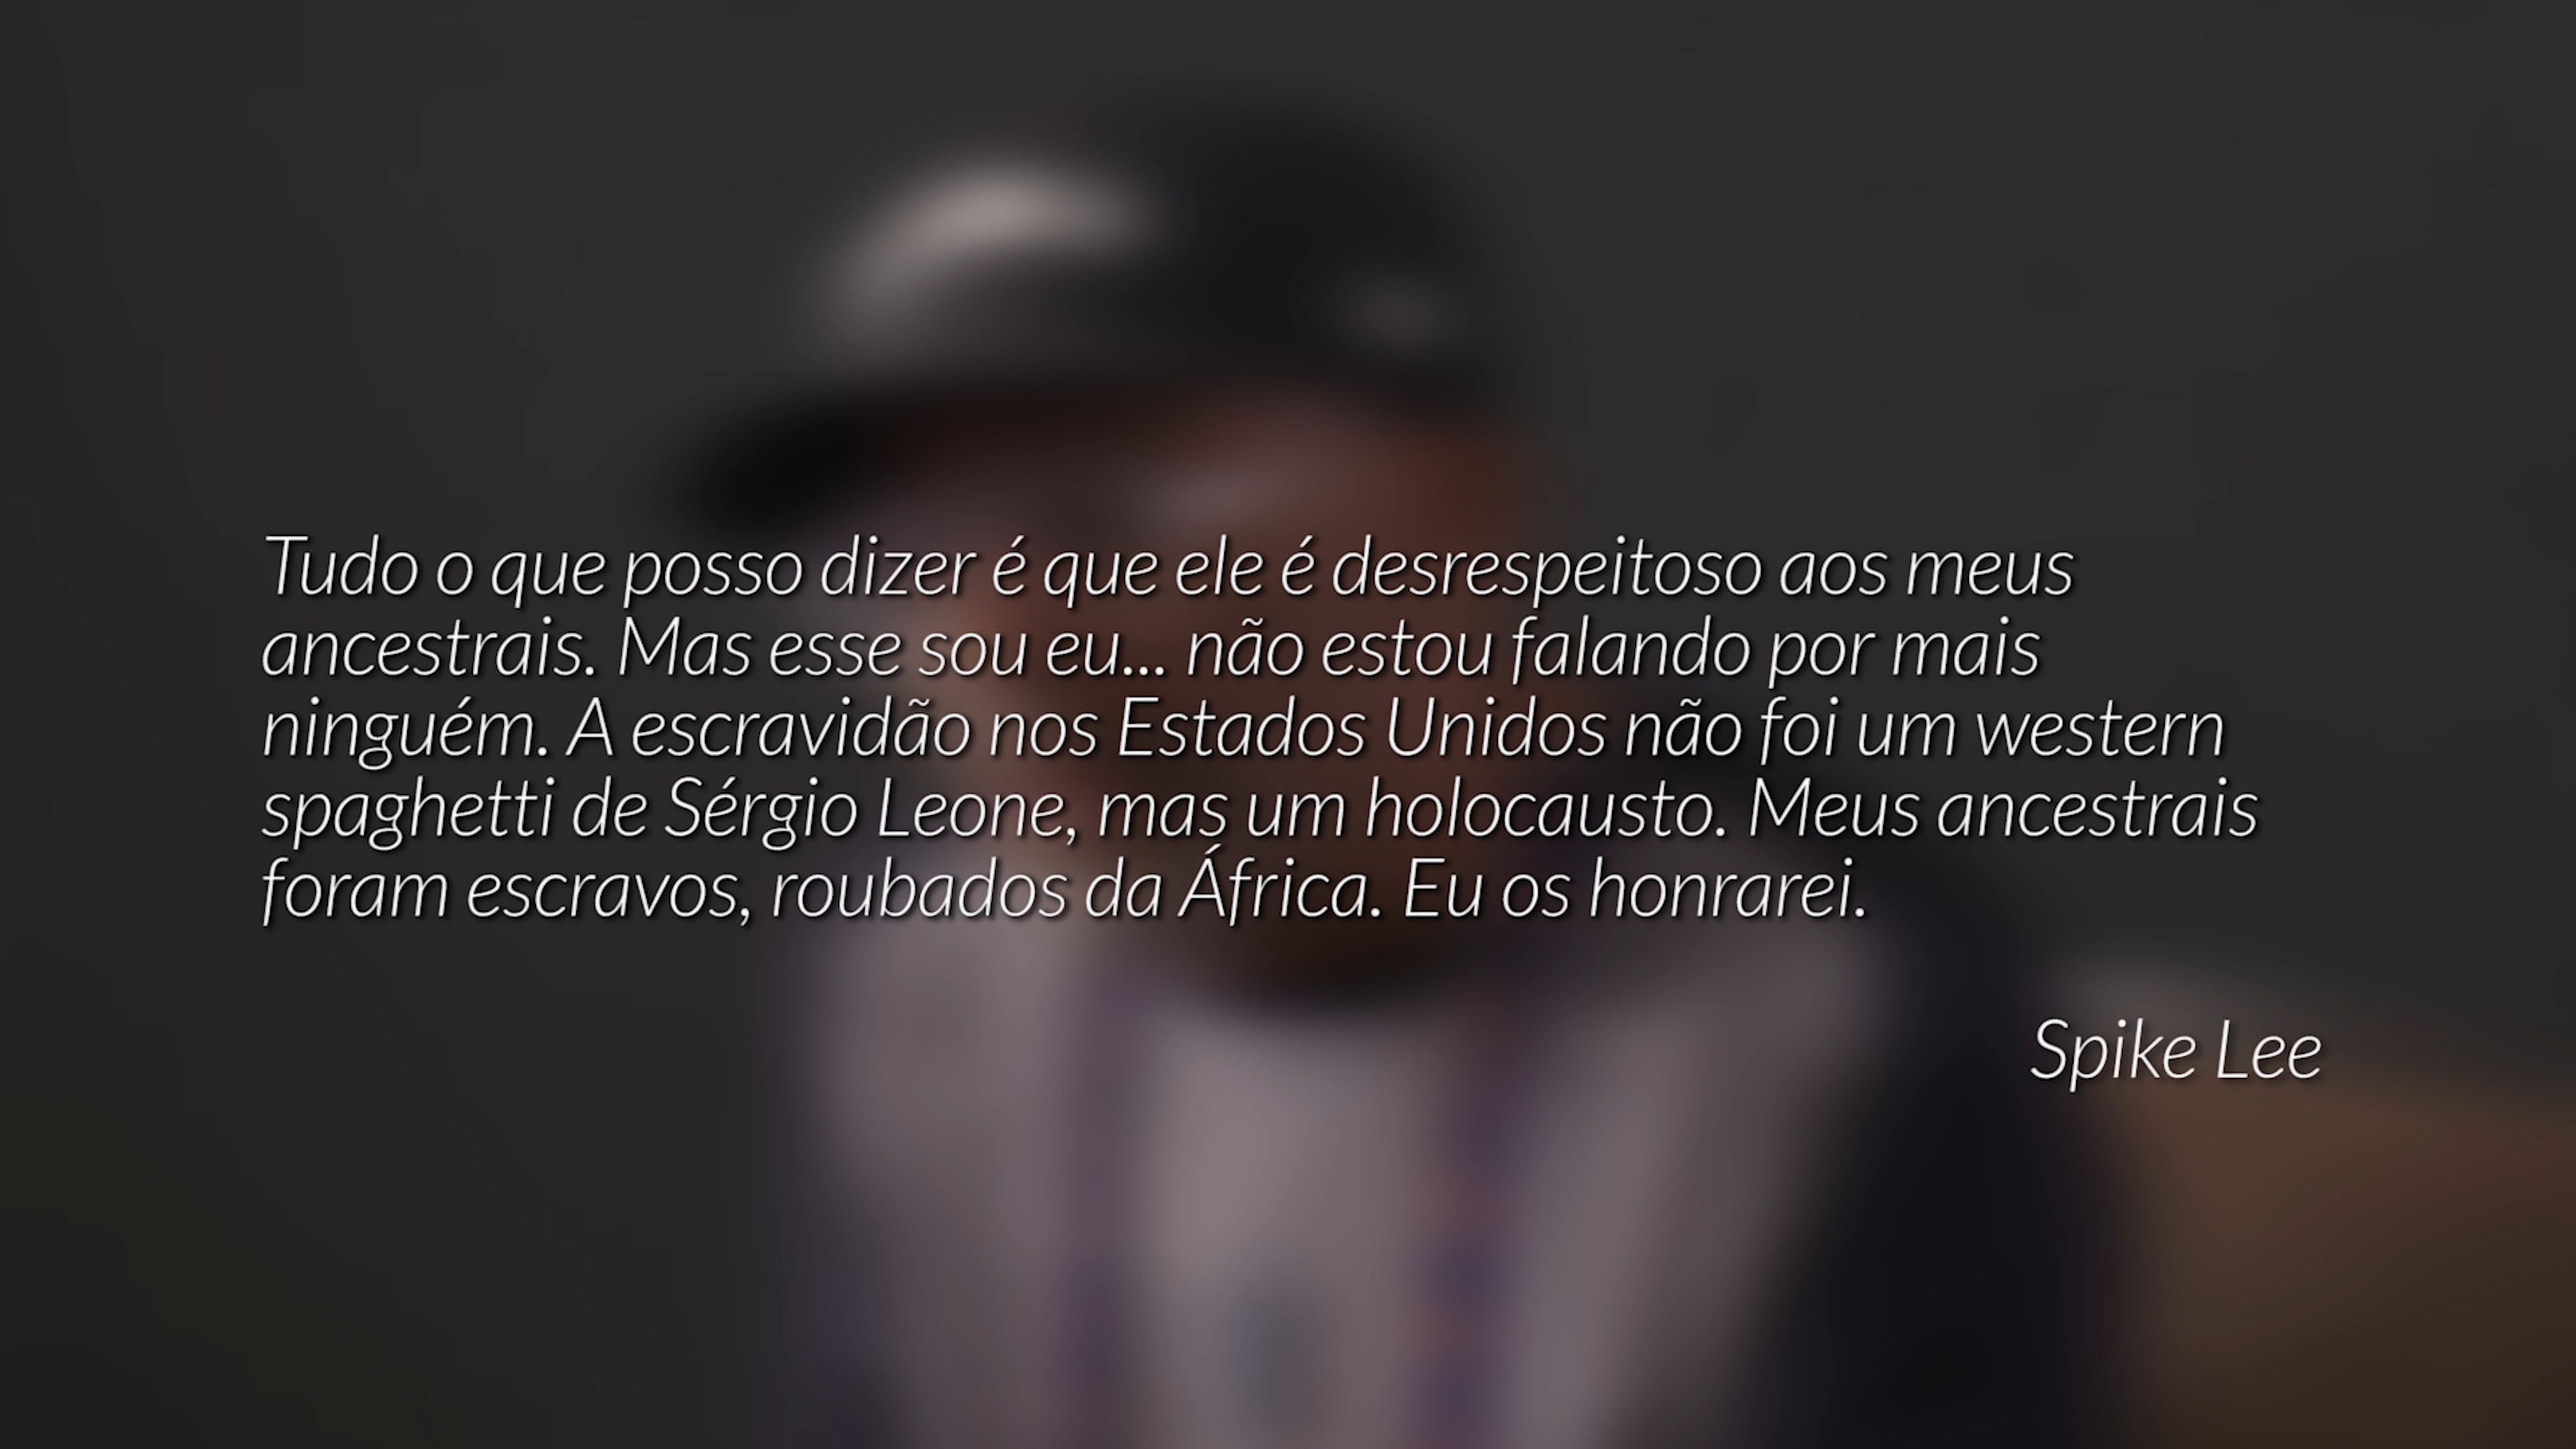 Tudo o que posso dizer é que ele é desrespeitoso aos meus
ancestrais. Mas esse sou eu... não estou falando por mais
ninguém. A escravidão nos Estados Unidos não foi um western
spaghetti de Sérgio Leone, mas um holocausto. Meus ancestrais
foram escravos, roubados da África. Eu os honrarei.
Spike Lee